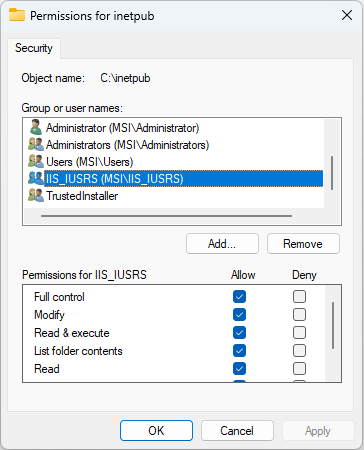 Permissions for inetpub
Security
Object name: C:\inetpub
Group or user names:
Administrator (MSI\Administrator)
Administrators (MSI\Administrators)
Users (MSI\Users)
IIS_IUSRS (MSI\IIS_IUSRS)
TrustedInstaller
Add... Remove
Permissions for IIS_IUSRS Allow Deny
Full control
Modify
Read & execute
List folder contents
Read
OK Cancel Apply